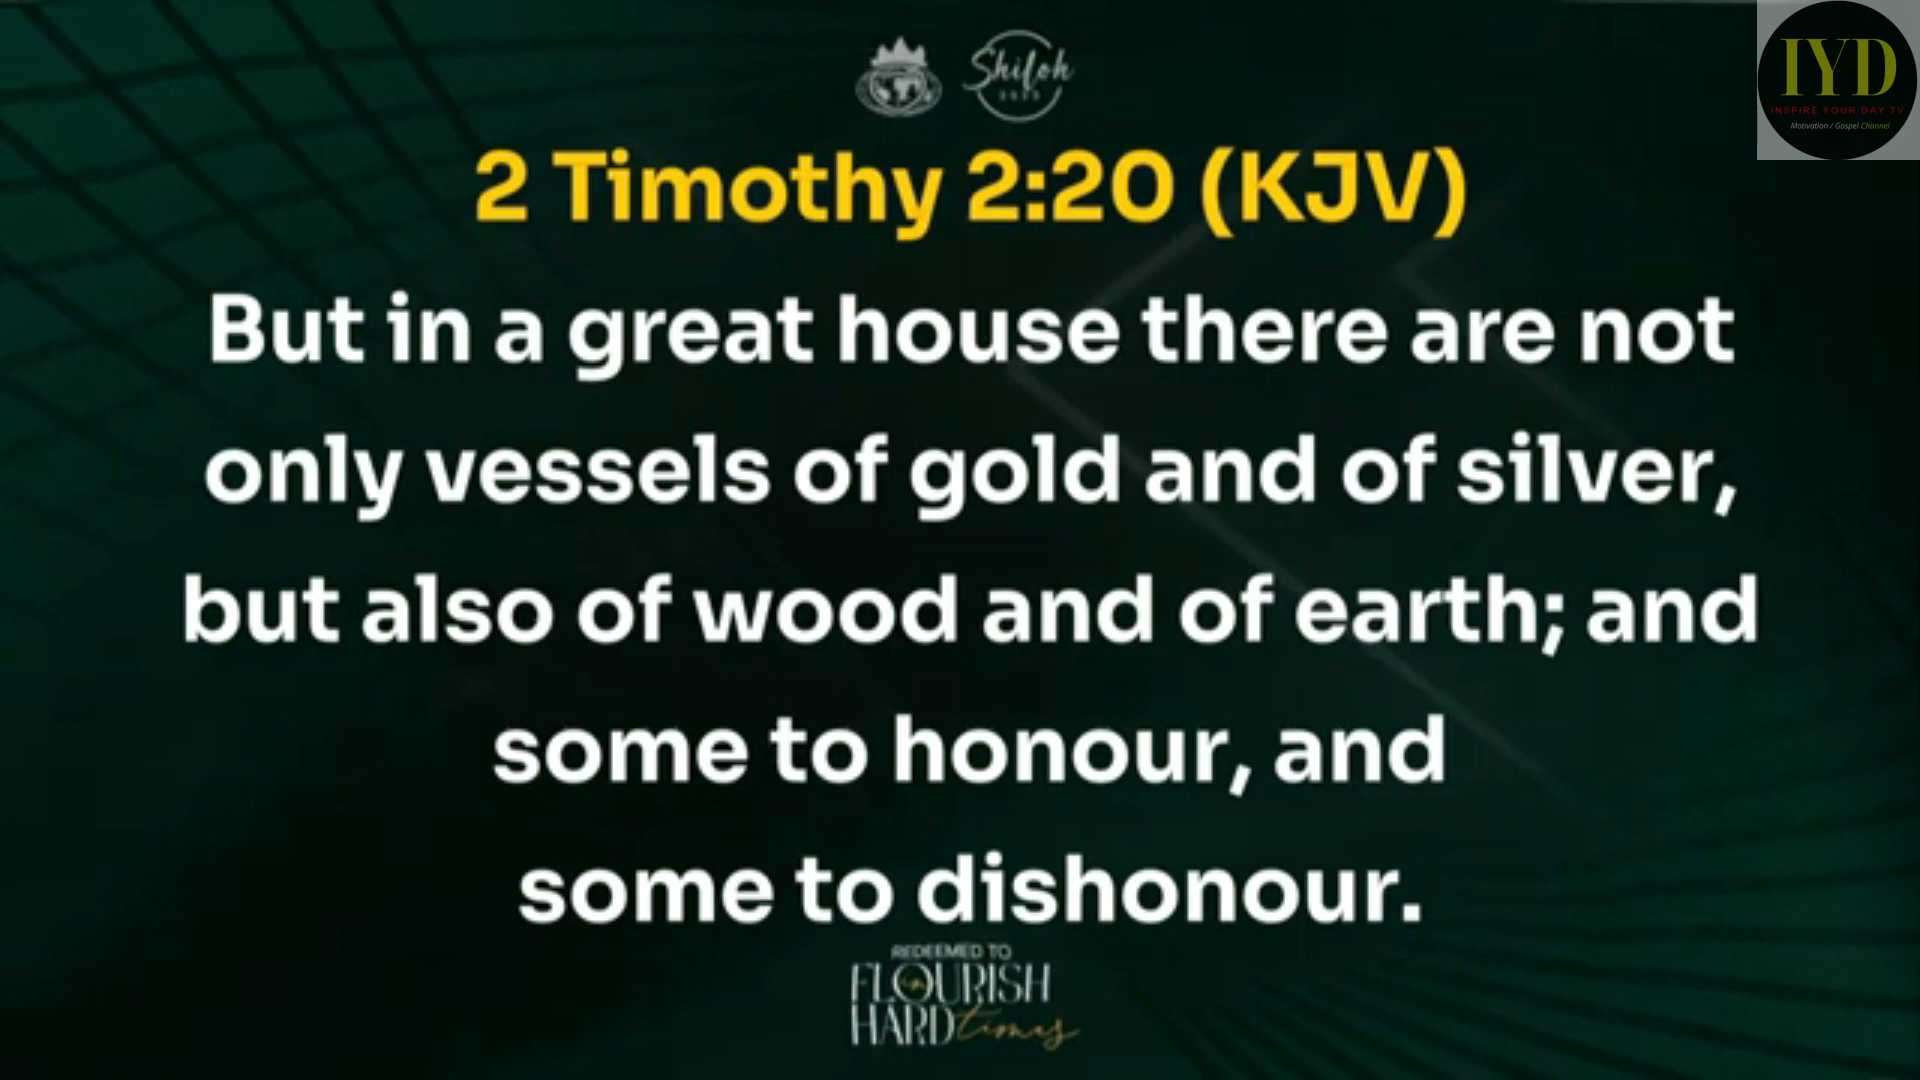 Shiloh
IYD
INSPIRE YOUR DAY TV
Motivation / Gospel Channel
2 Timothy 2:20 (KJV)
But in a great house there are not
only vessels of gold and of silver,
but also of wood and of earth; and
some to honour, and
some to dishonour.
REDEEMED TO
FLOURISH
in
HARD times